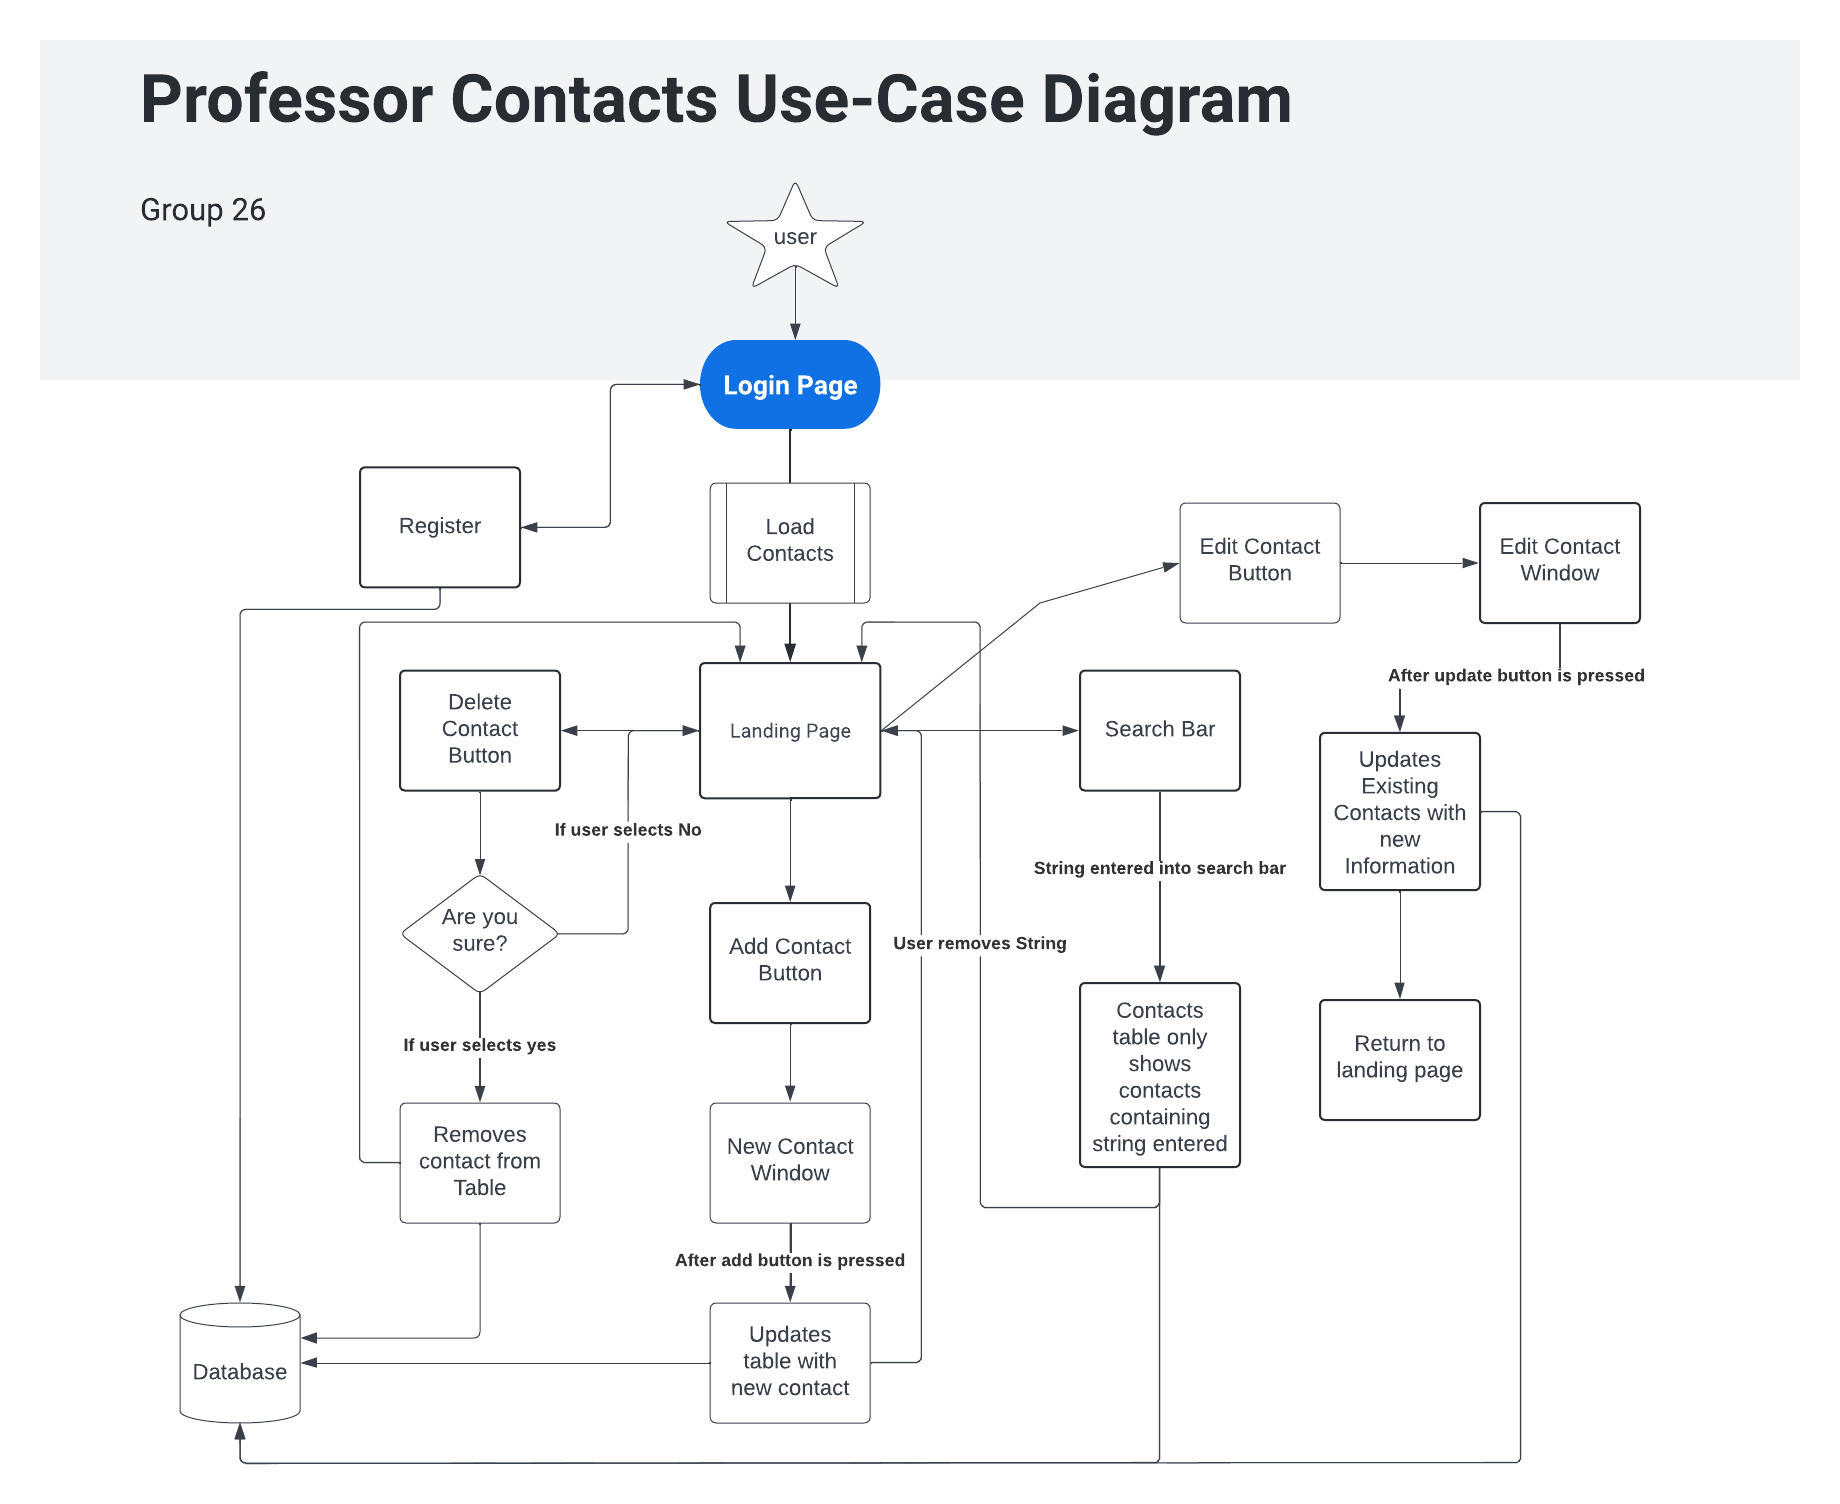 Professor Contacts Use-Case Diagram
Group 26
user
Login Page
Register
Load
Contacts
Edit Contact
Button
Edit Contact
Window
After update button is pressed
Delete
Contact
Button
Landing Page
Search Bar
Updates
Existing
Contacts with
new
Information
If user selects No
String entered into search bar
Are you
sure?
Add Contact
Button
User removes String
If user selects yes
Contacts
table only
shows
contacts
containing
string entered
Return to
landing page
Removes
contact from
Table
New Contact
Window
After add button is pressed
Updates
table with
new contact
Database